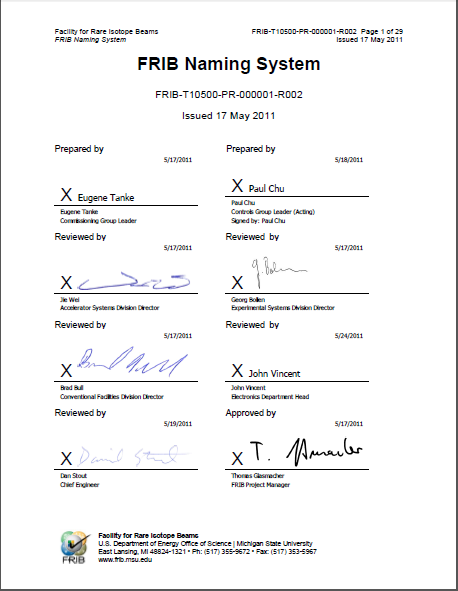 Facility for Rare Isotope Beams
FRIB Naming System
FRIB-T10500-PR-000001-R002 Page 1 of 29
Issued 17 May 2011
FRIB Naming System
FRIB-T10500-PR-000001-R002
Issued 17 May 2011
Prepared by
5/17/2011
X Eugene Tanke
Eugene Tanke
Commissioning Group Leader
Prepared by
5/18/2011
X Paul Chu
Paul Chu
Controls Group Leader (Acting)
Signed by: Paul Chu
Reviewed by
5/17/2011
X
Jie Wei
Accelerator Systems Division Director
Reviewed by
5/17/2011
X G. Bollen
Georg Bollen
Experimental Systems Division Director
Reviewed by
5/17/2011
X Brad Bull
Brad Bull
Conventional Facilities Division Director
Reviewed by
5/24/2011
X John Vincent
John Vincent
Electronics Department Head
Reviewed by
5/19/2011
X David Stout
Dan Stout
Chief Engineer
Approved by
5/17/2011
X T.
Thomas Glasmacher
FRIB Project Manager
FRIB
Facility for Rare Isotope Beams
U.S. Department of Energy Office of Science | Michigan State University
East Lansing, MI 48824-1321 • Ph: (517) 355-9672 • Fax: (517) 353-5967
www.frib.msu.edu